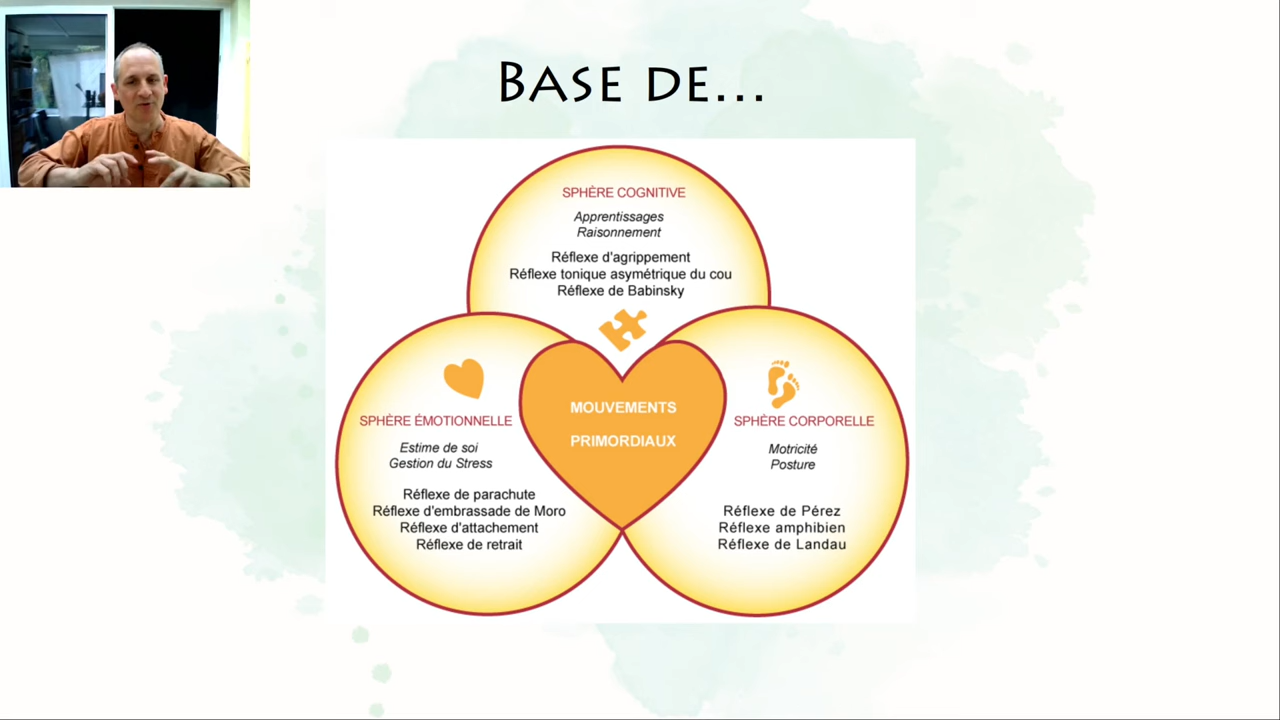 BASE DE...
SPHÈRE COGNITIVE
Apprentissages
Raisonnement
Réflexe d'agrippement
Réflexe tonique asymétrique du cou
Réflexe de Babinsky
MOUVEMENTS
PRIMORDIAUX
SPHÈRE ÉMOTIONNELLE
Estime de soi
Gestion du Stress
Réflexe de parachute
Réflexe d'embrassade de Moro
Réflexe d'attachement
Réflexe de retrait
SPHÈRE CORPORELLE
Motricité
Posture
Réflexe de Pérez
Réflexe amphibien
Réflexe de Landau